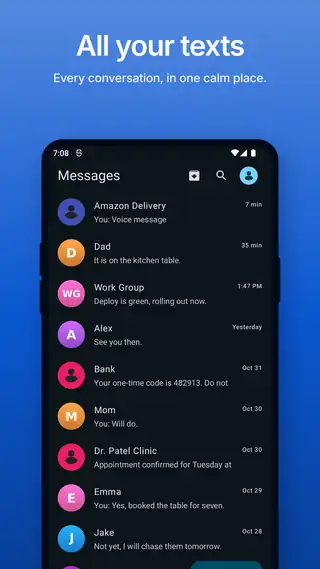 All your texts
Every conversation, in one calm place.
7:08
Messages
Amazon Delivery
7 min
You: Voice message
Dad
35 min
D
It is on the kitchen table.
Work Group
1:47 PM
WG
Deploy is green, rolling out now.
Alex
Yesterday
A
See you then.
Bank
Oct 31
Your one-time code is 482913. Do not
Mom
Oct 30
M
You: Will do.
Dr. Patel Clinic
Oct 30
Appointment confirmed for Tuesday at
Emma
Oct 29
E
You: Yes, booked the table for seven.
Jake
Oct 28
J
Not yet, I will chase them tomorrow.